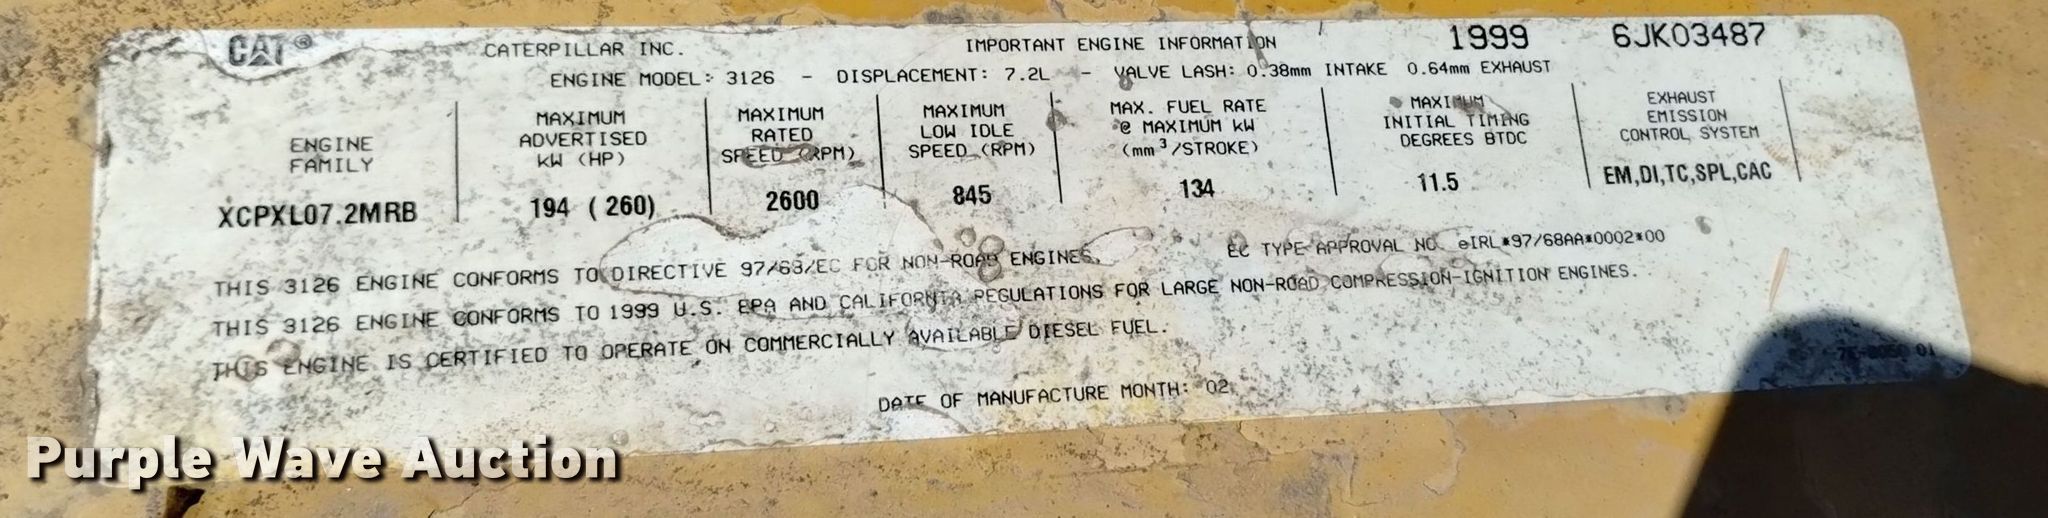 CAT® CATERPILLAR INC. IMPORTANT ENGINE INFORMATION 1999 6JK03487
ENGINE MODEL: 3126 - DISPLACEMENT: 7.2L - VALVE LASH: 0.38mm INTAKE 0.64mm EXHAUST
ENGINE
FAMILY
XCPXL07.2MRB
MAXIMUM
ADVERTISED
kW (HP)
194 (260)
MAXIMUM
RATED
SPEED (RPM)
2600
MAXIMUM
LOW IDLE
SPEED (RPM)
845
MAX. FUEL RATE
@ MAXIMUM kW
(mm³/STROKE)
134
MAXIMUM
INITIAL TIMING
DEGREES BTDC
11.5
EXHAUST
EMISSION
CONTROL SYSTEM
EM,DI,TC,SPL,CAC
THIS 3126 ENGINE CONFORMS TO DIRECTIVE 97/68/EC FOR NON-ROAD ENGINES. EC TYPE-APPROVAL NO. eIRL*97/68AA*0002*00
THIS 3126 ENGINE CONFORMS TO 1999 U.S. EPA AND CALIFORNIA REGULATIONS FOR LARGE NON-ROAD COMPRESSION-IGNITION ENGINES.
THIS ENGINE IS CERTIFIED TO OPERATE ON COMMERCIALLY AVAILABLE DIESEL FUEL.
DATE OF MANUFACTURE MONTH: 02
Purple Wave Auction